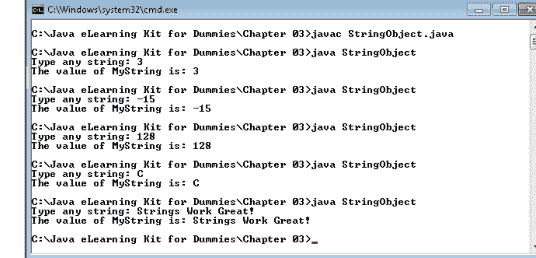 C:\Windows\system32\cmd.exe
C:\Java eLearning Kit for Dummies\Chapter 03>javac StringObject.java
C:\Java eLearning Kit for Dummies\Chapter 03>java StringObject
Type any string: 3
The value of MyString is: 3
C:\Java eLearning Kit for Dummies\Chapter 03>java StringObject
Type any string: -15
The value of MyString is: -15
C:\Java eLearning Kit for Dummies\Chapter 03>java StringObject
Type any string: 128
The value of MyString is: 128
C:\Java eLearning Kit for Dummies\Chapter 03>java StringObject
Type any string: C
The value of MyString is: C
C:\Java eLearning Kit for Dummies\Chapter 03>java StringObject
Type any string: Strings Work Great!
The value of MyString is: Strings Work Great!
C:\Java eLearning Kit for Dummies\Chapter 03>_